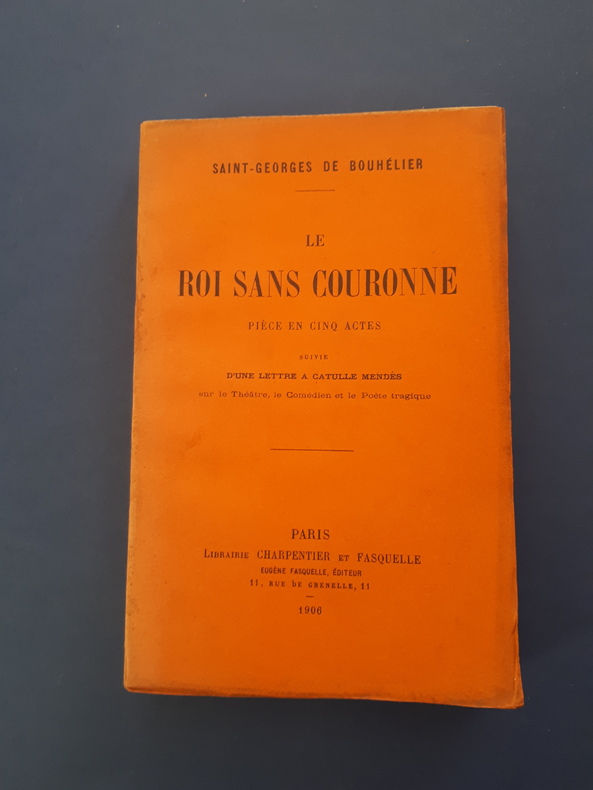 SAINT-GEORGES DE BOUHÉLIER
LE
ROI SANS COURONNE
PIÈCE EN CINQ ACTES
SUIVIE
D'UNE LETTRE A CATULLE MENDÈS
sur le Théâtre, le Comédien et le Poète tragique
PARIS
LIBRAIRIE CHARPENTIER ET FASQUELLE
EUGÈNE FASQUELLE, ÉDITEUR
11, RUE DE GRENELLE, 11
1906